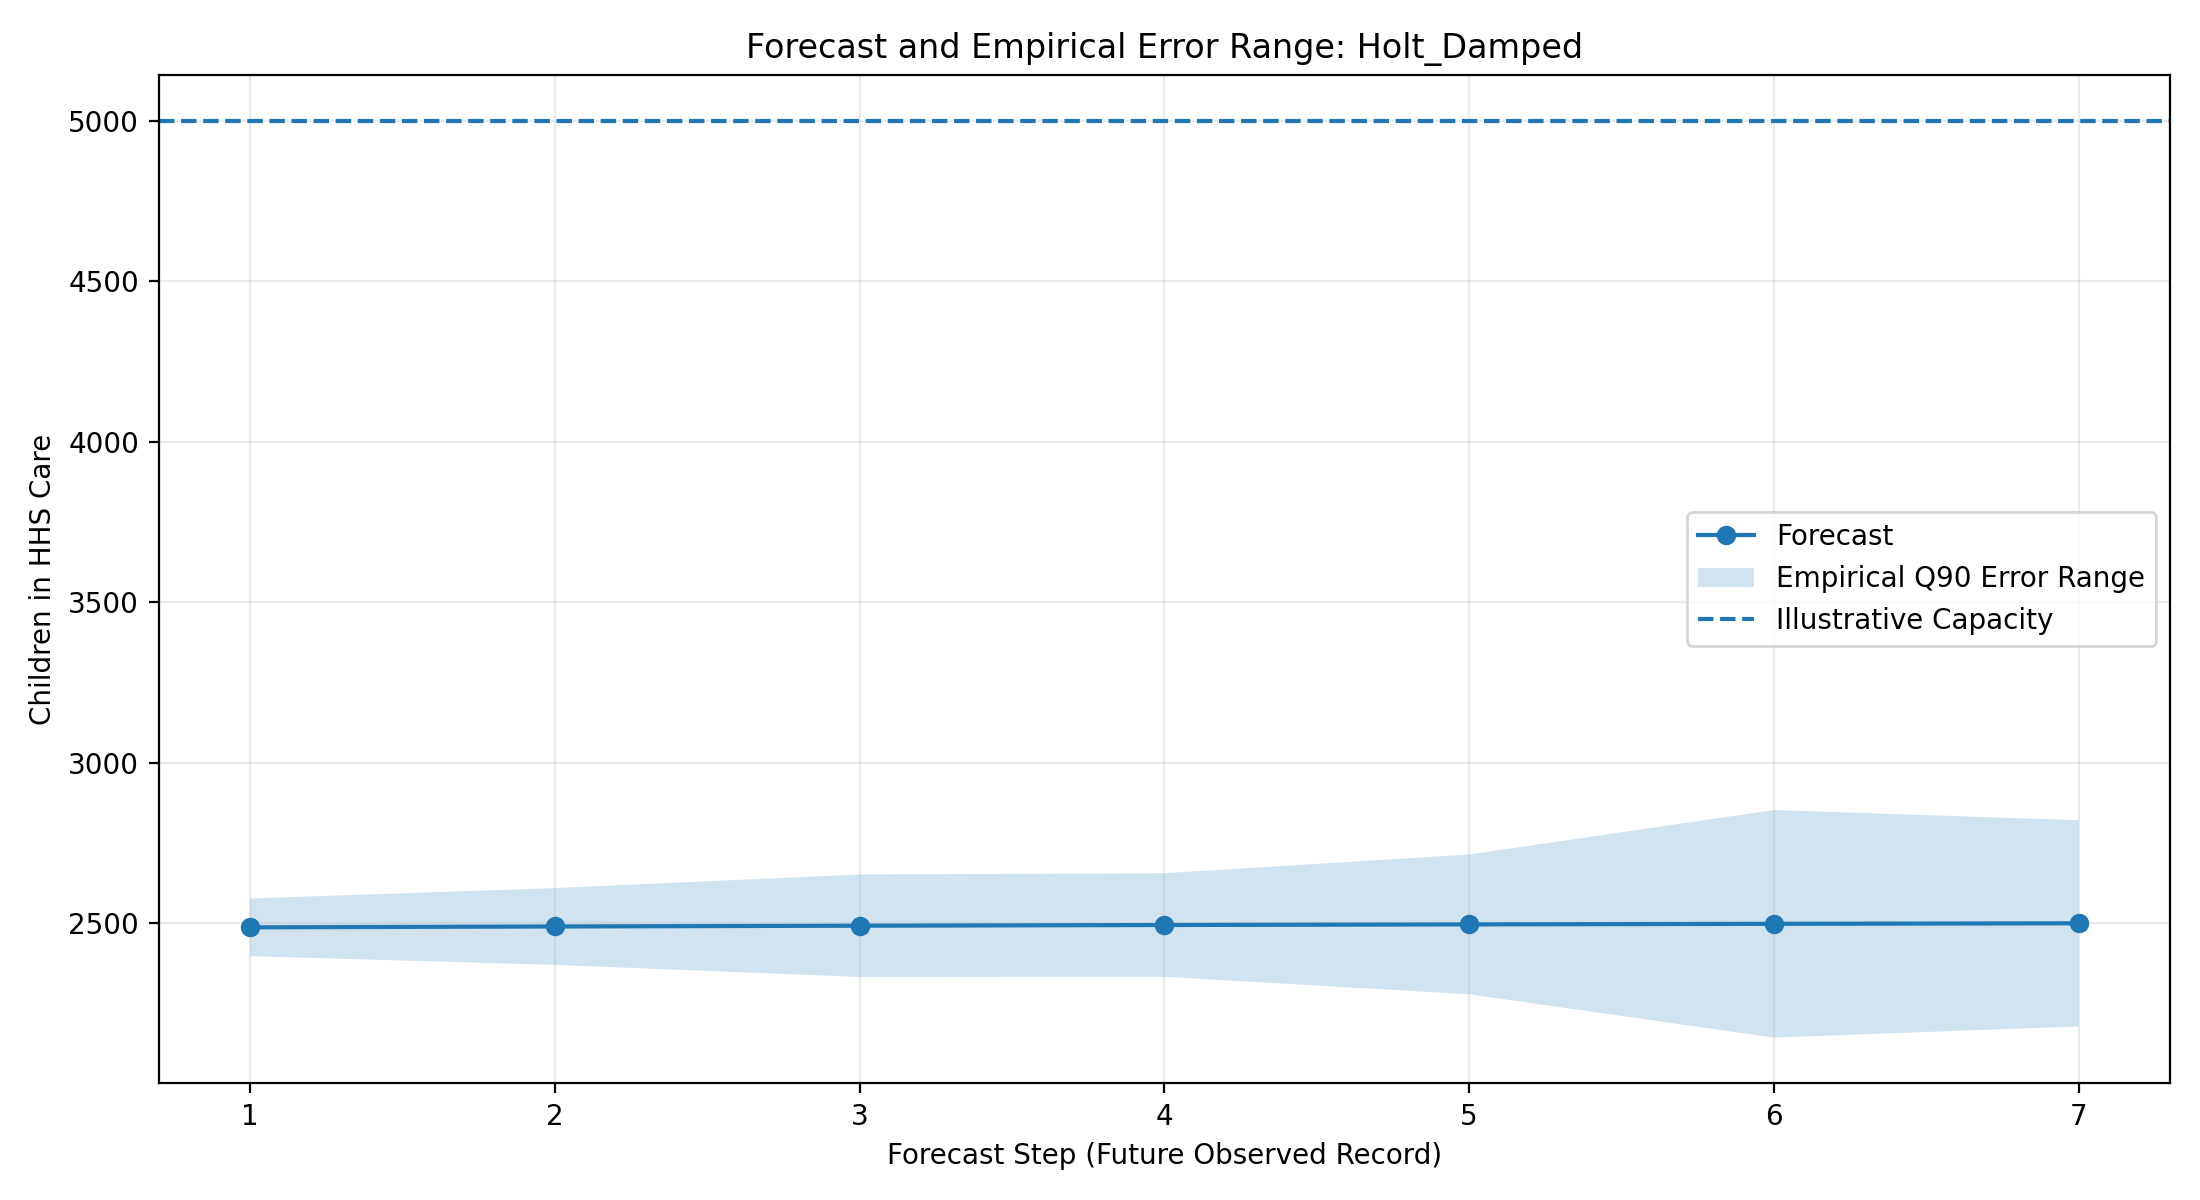 Forecast and Empirical Error Range: Holt_Damped
Children in HHS Care
5000
4500
4000
3500
3000
2500
Forecast
Empirical Q90 Error Range
Illustrative Capacity
1 2 3 4 5 6 7
Forecast Step (Future Observed Record)